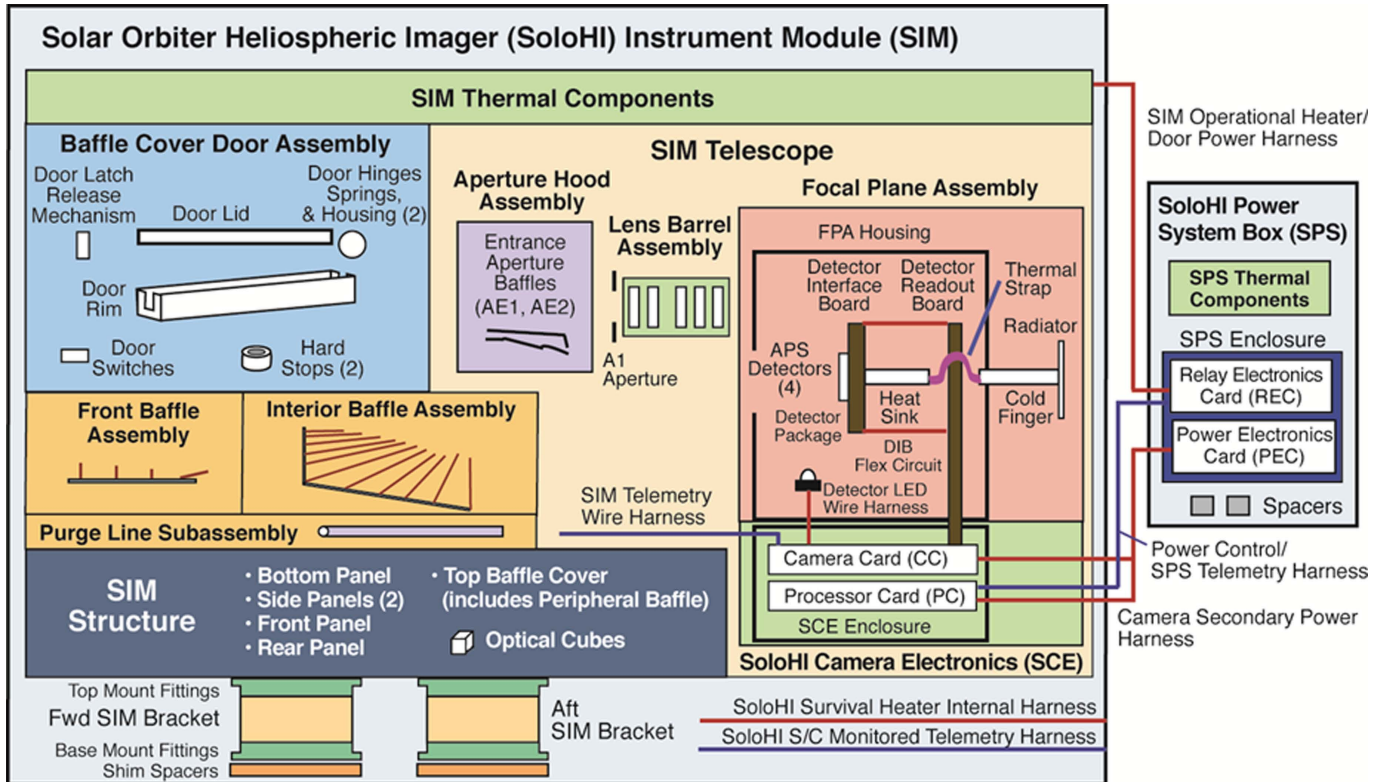 Solar Orbiter Heliospheric Imager (SoloHI) Instrument Module (SIM)
SIM Thermal Components
Baffle Cover Door Assembly
Door Latch
Release
Mechanism
Door Lid
Door Hinges
Springs,
& Housing (2)
Door
Rim
Door
Switches
Hard
Stops (2)
SIM Telescope
Aperture Hood
Assembly
Entrance
Aperture
Baffles
(AE1, AE2)
Lens Barrel
Assembly
A1
Aperture
Focal Plane Assembly
FPA Housing
Detector
Interface
Board
Detector
Readout
Board
Thermal
Strap
Radiator
APS
Detectors
(4)
Detector
Package
Heat
Sink
Cold
Finger
DIB
Flex Circuit
Detector LED
Wire Harness
Front Baffle
Assembly
Interior Baffle Assembly
Purge Line Subassembly
SIM Telemetry
Wire Harness
Camera Card (CC)
Processor Card (PC)
SCE Enclosure
SoloHI Camera Electronics (SCE)
SIM
Structure
• Bottom Panel
• Side Panels (2)
• Front Panel
• Rear Panel
• Top Baffle Cover
(includes Peripheral Baffle)
Optical Cubes
Top Mount Fittings
Fwd SIM Bracket
Base Mount Fittings
Shim Spacers
Aft
SIM Bracket
SoloHI Survival Heater Internal Harness
SoloHI S/C Monitored Telemetry Harness
SIM Operational Heater/
Door Power Harness
SoloHI Power
System Box (SPS)
SPS Thermal
Components
SPS Enclosure
Relay Electronics
Card (REC)
Power Electronics
Card (PEC)
Spacers
Power Control/
SPS Telemetry Harness
Camera Secondary Power
Harness